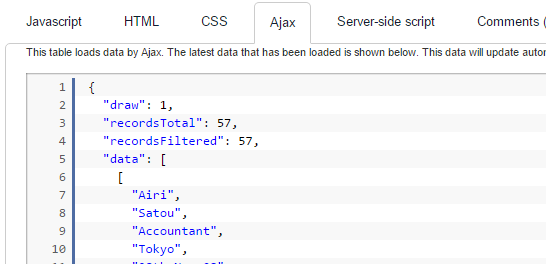 Javascript HTML CSS Ajax Server-side script Comments (
This table loads data by Ajax. The latest data that has been loaded is shown below. This data will update autor
1 {
2 "draw": 1,
3 "recordsTotal": 57,
4 "recordsFiltered": 57,
5 "data": [
6 [
7 "Airi",
8 "Satou",
9 "Accountant",
10 "Tokyo",